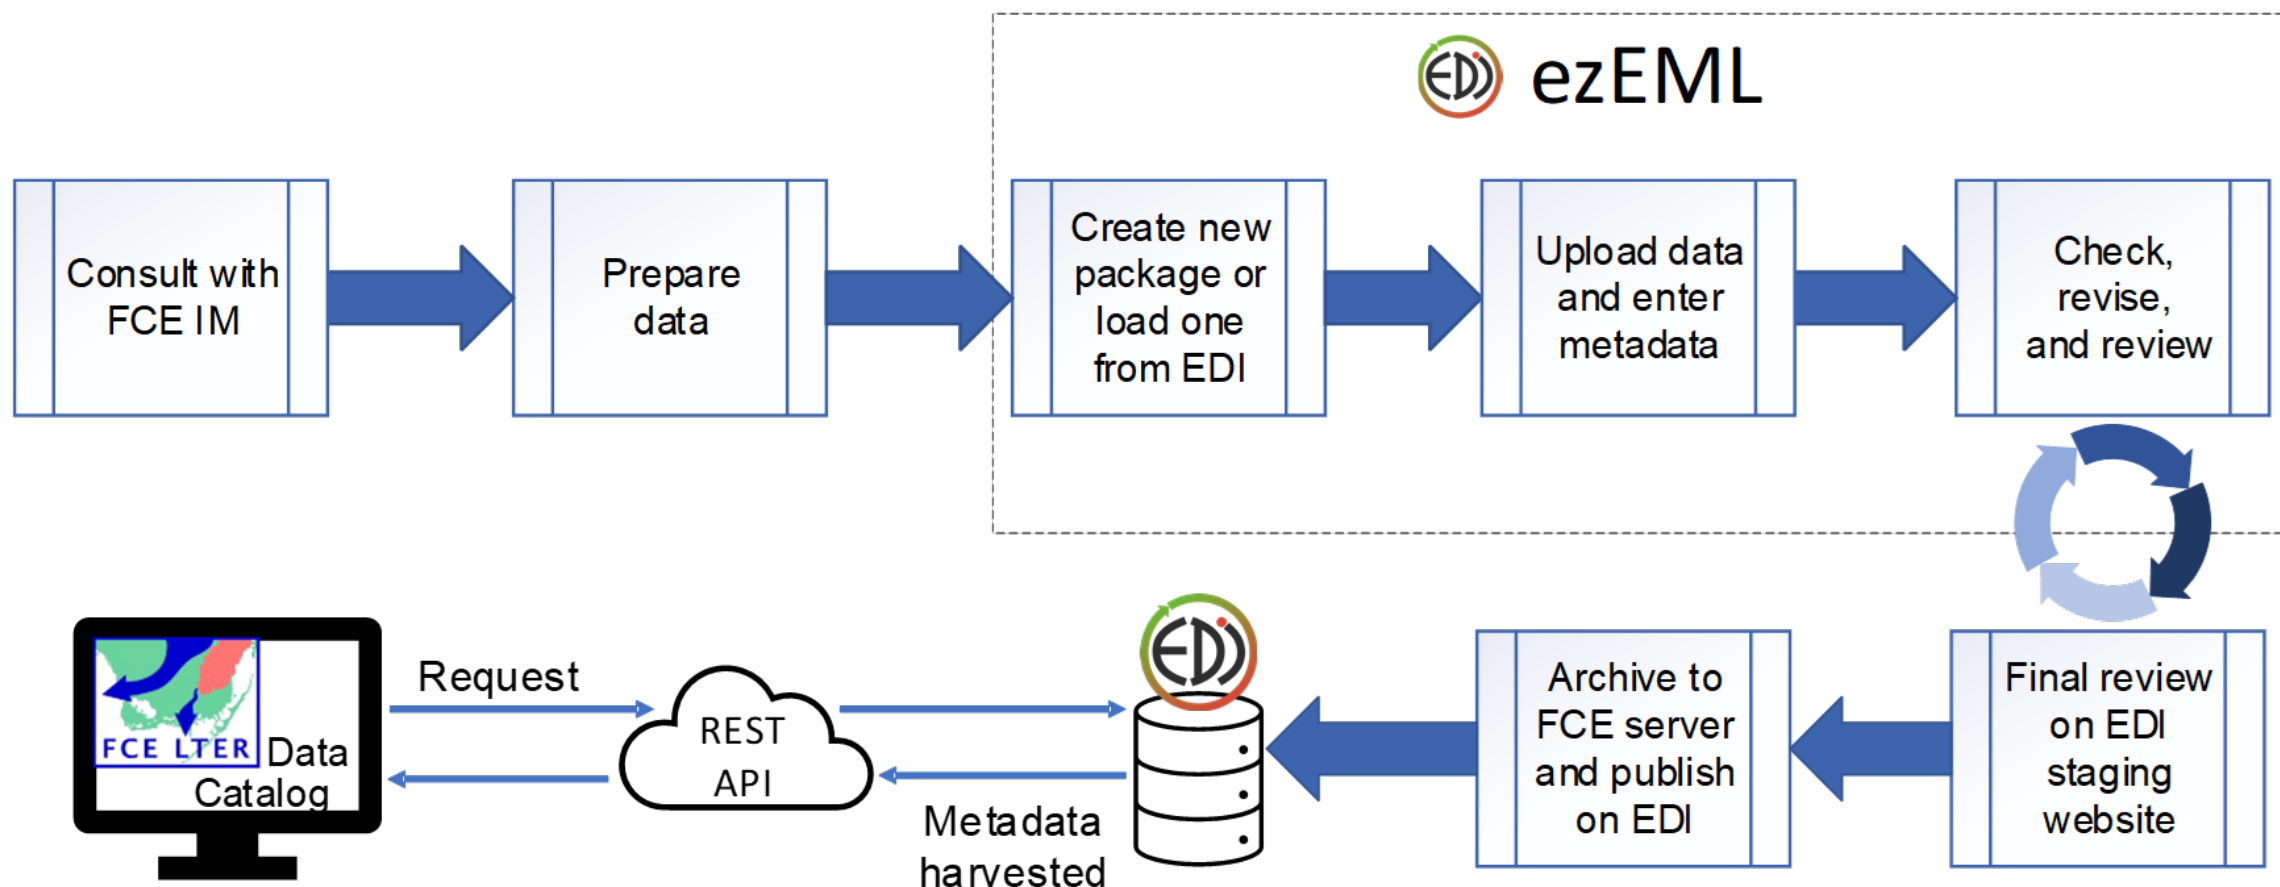 EDI ezEML
Consult with
FCE IM
Prepare
data
Create new
package or
load one
from EDI
Upload data
and enter
metadata
Check,
revise,
and review
FCE LTER
Data
Catalog
Request
REST
API
EDI
Metadata
harvested
Archive to
FCE server
and publish
on EDI
Final review
on EDI
staging
website